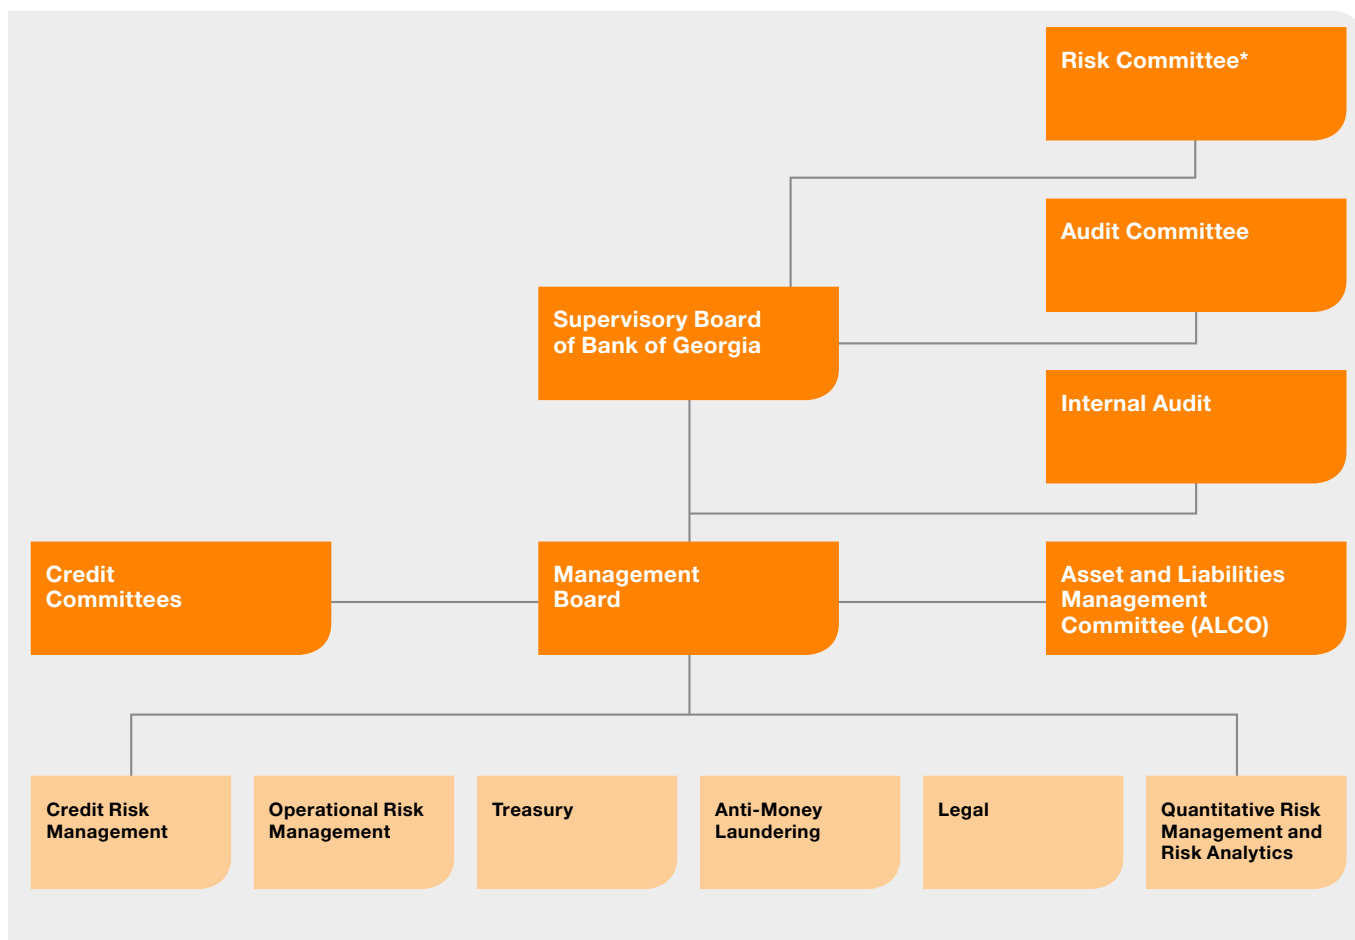 Risk Committee*
Audit Committee
Supervisory Board
of Bank of Georgia
Internal Audit
Credit
Committees
Management
Board
Asset and Liabilities
Management
Committee (ALCO)
Credit Risk
Management
Operational Risk
Management
Treasury
Anti-Money
Laundering
Legal
Quantitative Risk
Management and
Risk Analytics